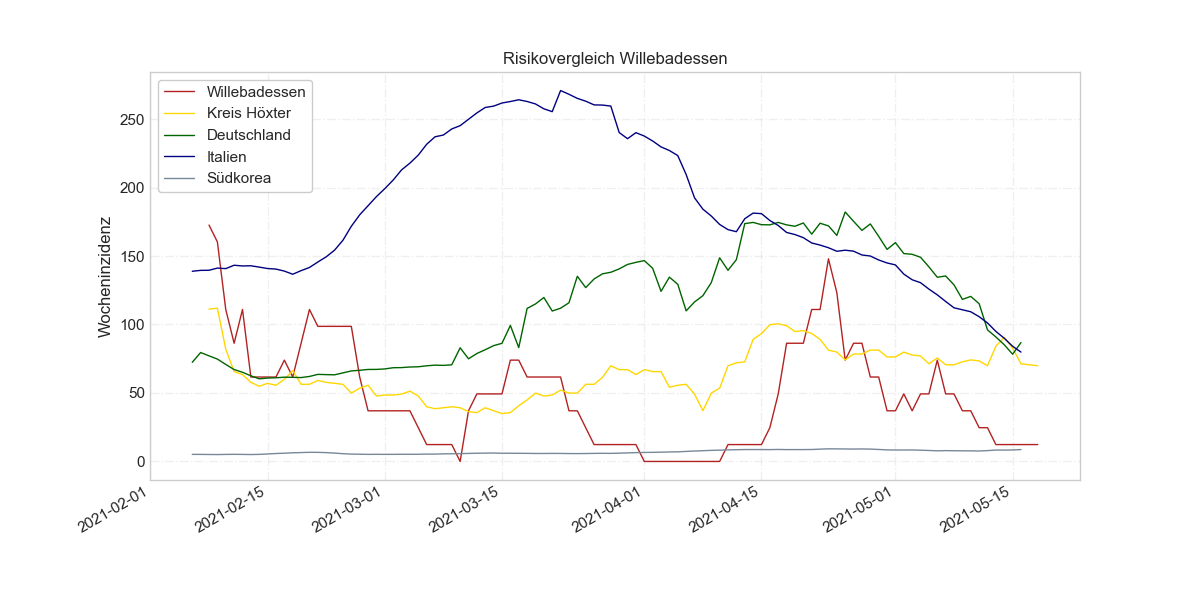 Risikovergleich Willebadessen
Willebadessen
Kreis Höxter
Deutschland
Italien
Südkorea
Wocheninzidenz
250
200
150
100
50
0
2021-02-01
2021-02-15
2021-03-01
2021-03-15
2021-04-01
2021-04-15
2021-05-01
2021-05-15